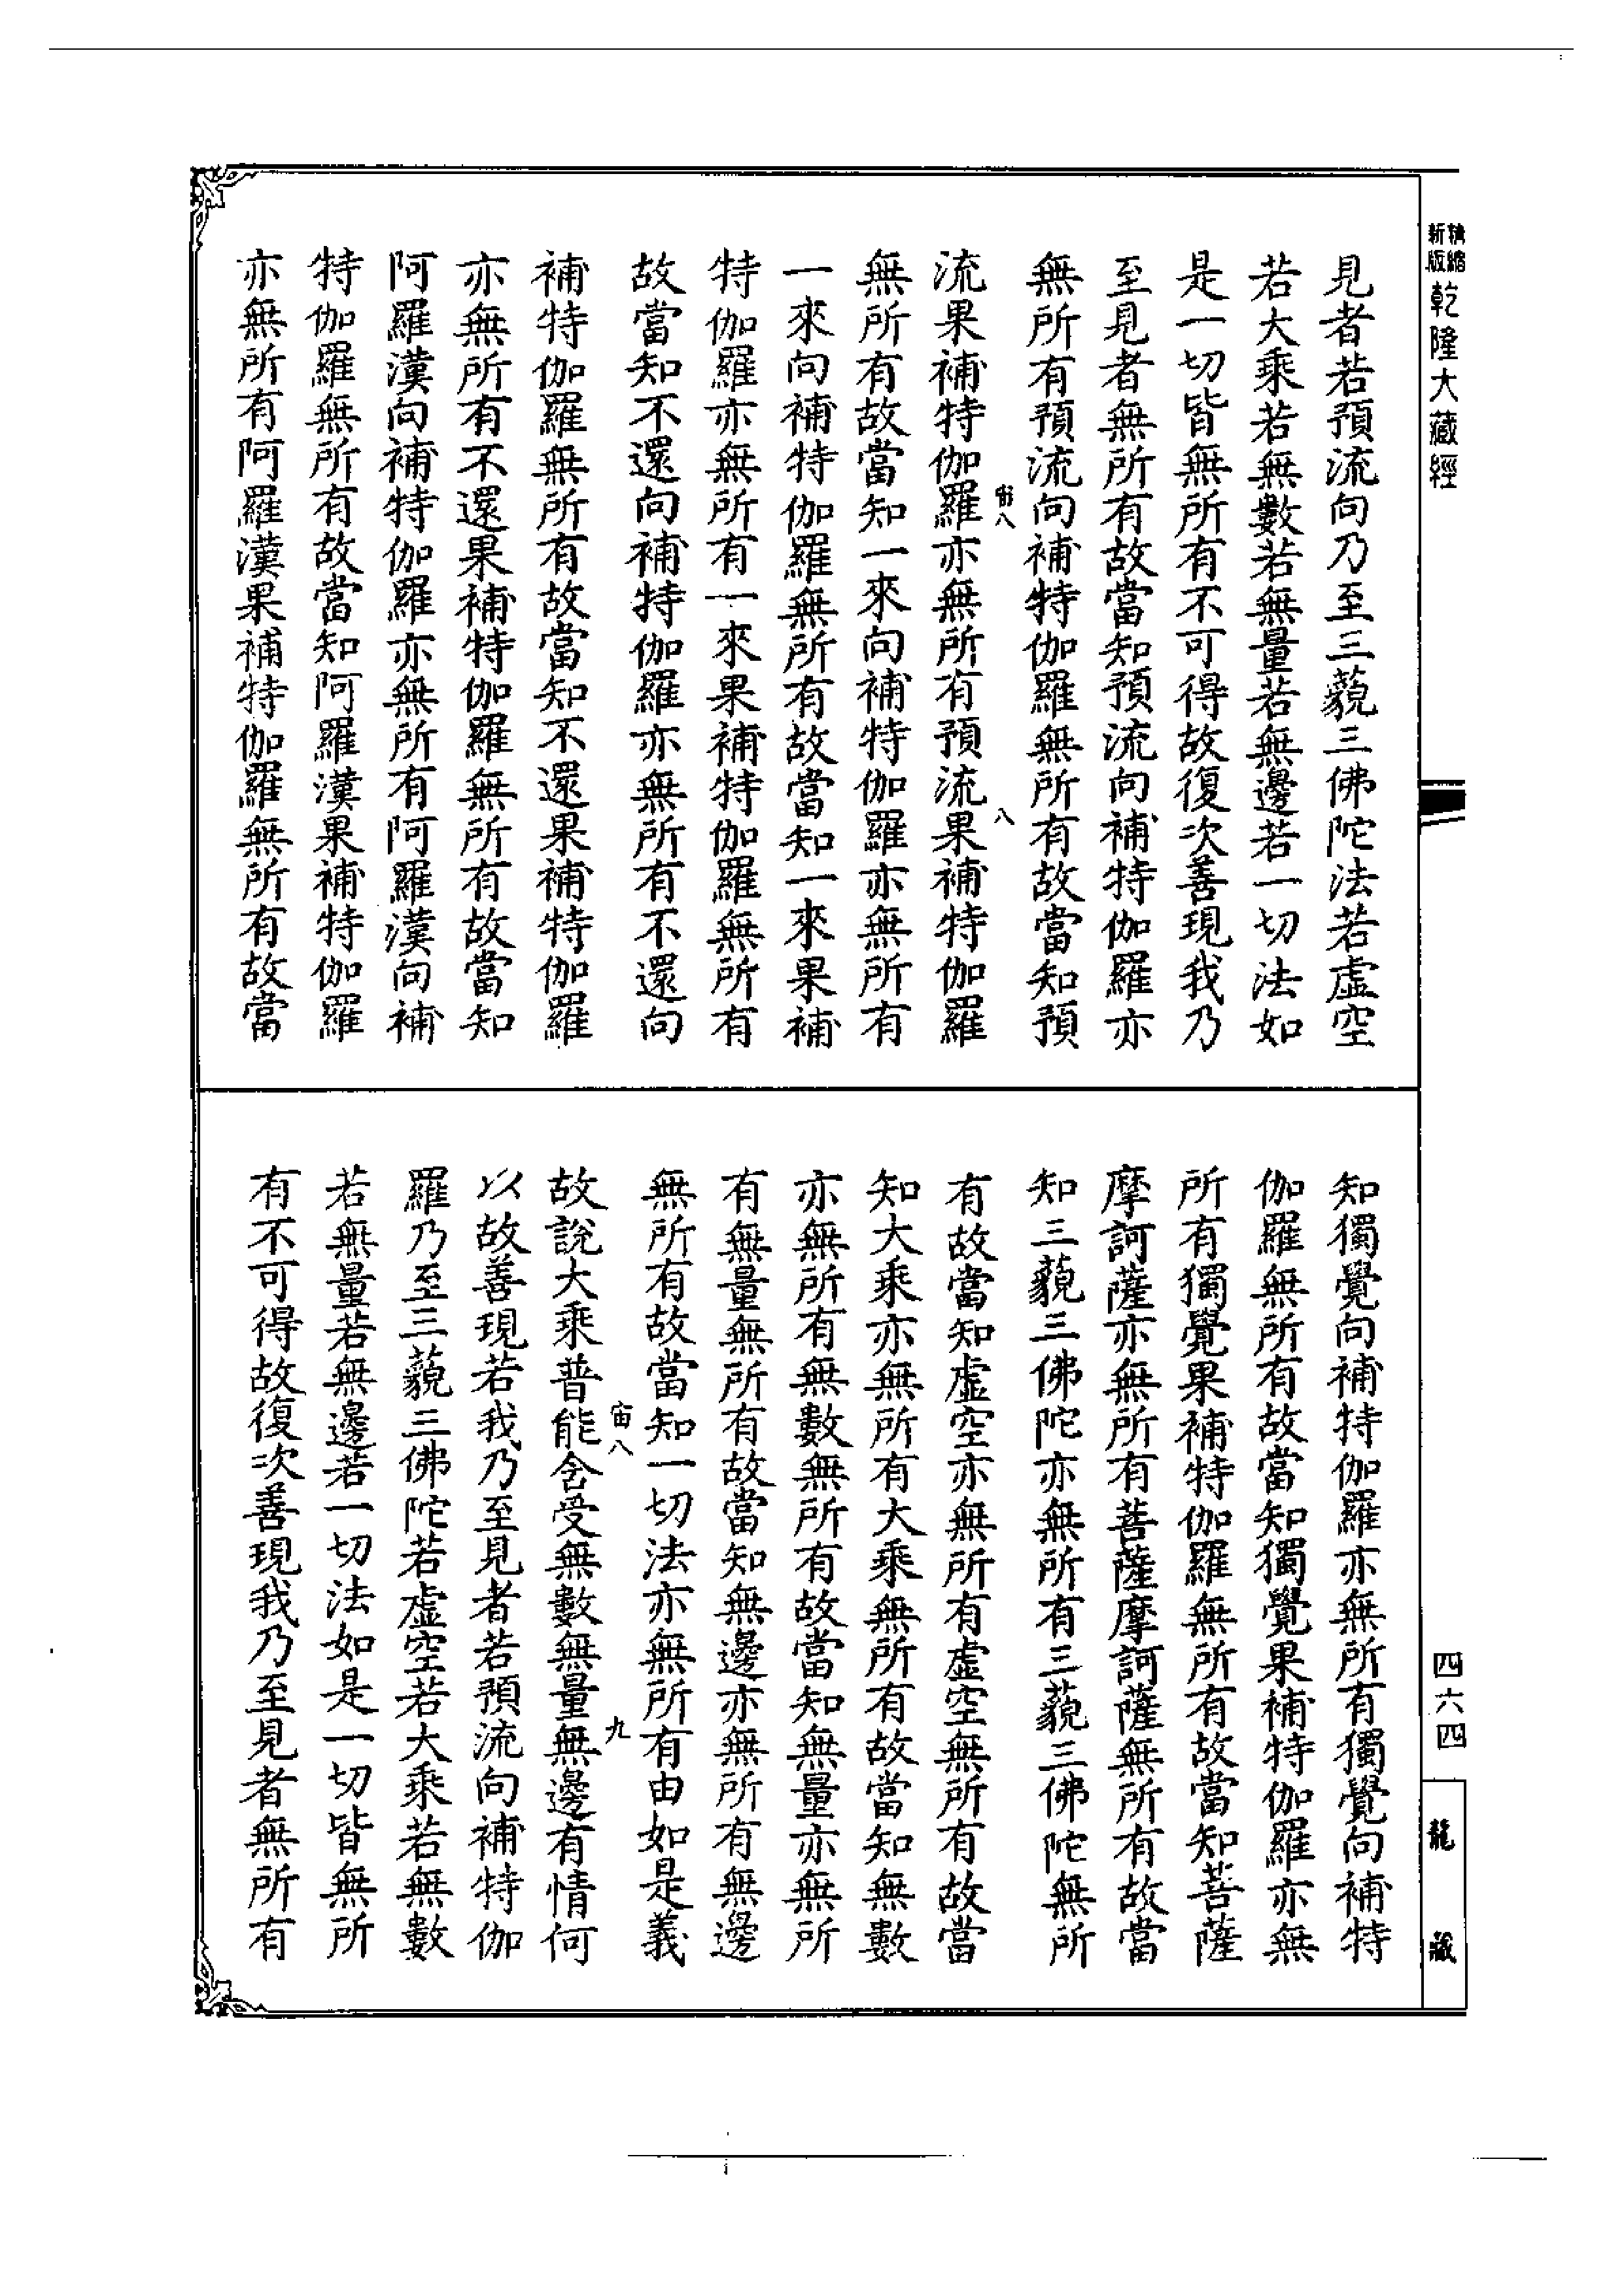 精縮新版 乾隆大藏經
見者若預流向乃至三藐三佛陀法若虛空
若大乘若無數若無量若無邊若一切法如
是一切皆無所有不可得故復次善現我乃
至見者無所有故當知預流向補特伽羅亦
無所有預流向補特伽羅無所有故當知預
宙八 八
流果補特伽羅亦無所有預流果補特伽羅
無所有故當知一來向補特伽羅亦無所有
一來向補特伽羅無所有故當知一來果補
特伽羅亦無所有一來果補特伽羅無所有
故當知不還向補特伽羅亦無所有不還向
補特伽羅無所有故當知不還果補特伽羅
亦無所有不還果補特伽羅無所有故當知
阿羅漢向補特伽羅亦無所有阿羅漢向補
特伽羅無所有故當知阿羅漢果補特伽羅
亦無所有阿羅漢果補特伽羅無所有故當
四六四
龍藏
知獨覺向補特伽羅亦無所有獨覺向補特
伽羅無所有故當知獨覺果補特伽羅亦無
所有獨覺果補特伽羅無所有故當知菩薩
摩訶薩亦無所有菩薩摩訶薩無所有故當
知三藐三佛陀亦無所有三藐三佛陀無所
有故當知虛空亦無所有虛空無所有故當
知大乘亦無所有大乘無所有故當知無數
亦無所有無數無所有故當知無量亦無所
有無量無所有故當知無邊亦無所有無邊
無所有故當知一切法亦無所有由如是義
宙八 九
故說大乘普能含受無數無量無邊有情何
以故善現若我乃至見者若預流向補特伽
羅乃至三藐三佛陀若虛空若大乘若無數
若無量若無邊若一切法如是一切皆無所
有不可得故復次善現我乃至見者無所有